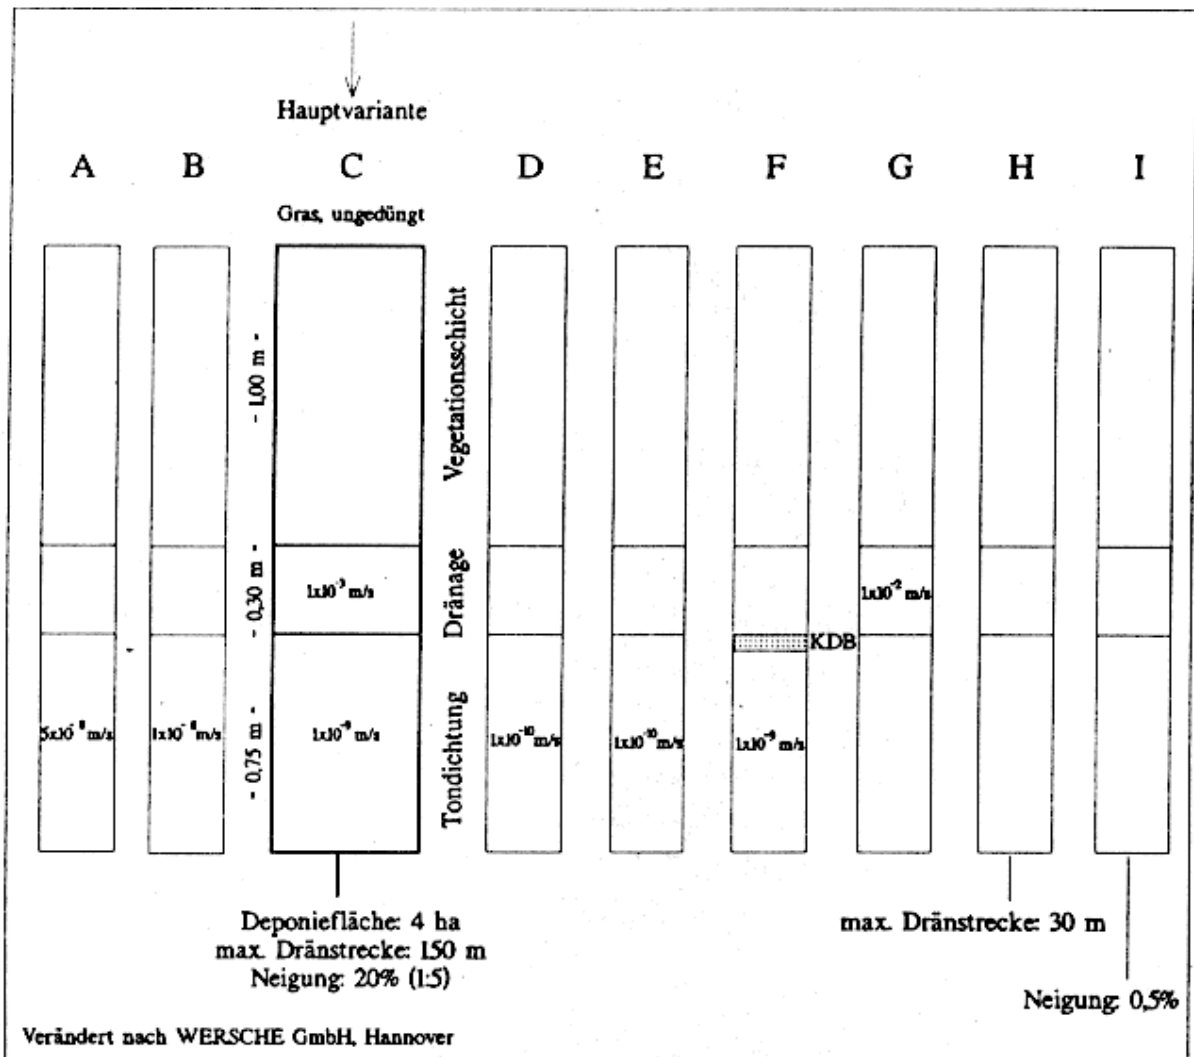 Hauptvariante
A B C D E F G H I
Gras, ungedüngt
- 1,00 m -
Vegetationsschicht
- 0,30 m -
1x10⁻³ m/s
Dränage
1x10⁻² m/s
KDB
5x10⁻⁸ m/s
1x10⁻⁸ m/s
- 0,75 m -
1x10⁻⁹ m/s
Tondichtung
1x10⁻¹⁰ m/s
1x10⁻¹⁰ m/s
1x10⁻⁹ m/s
Deponiefläche: 4 ha
max. Dränstrecke: 150 m
Neigung: 20% (1:5)
max. Dränstrecke: 30 m
Neigung: 0,5%
Verändert nach WERSCHE GmbH, Hannover